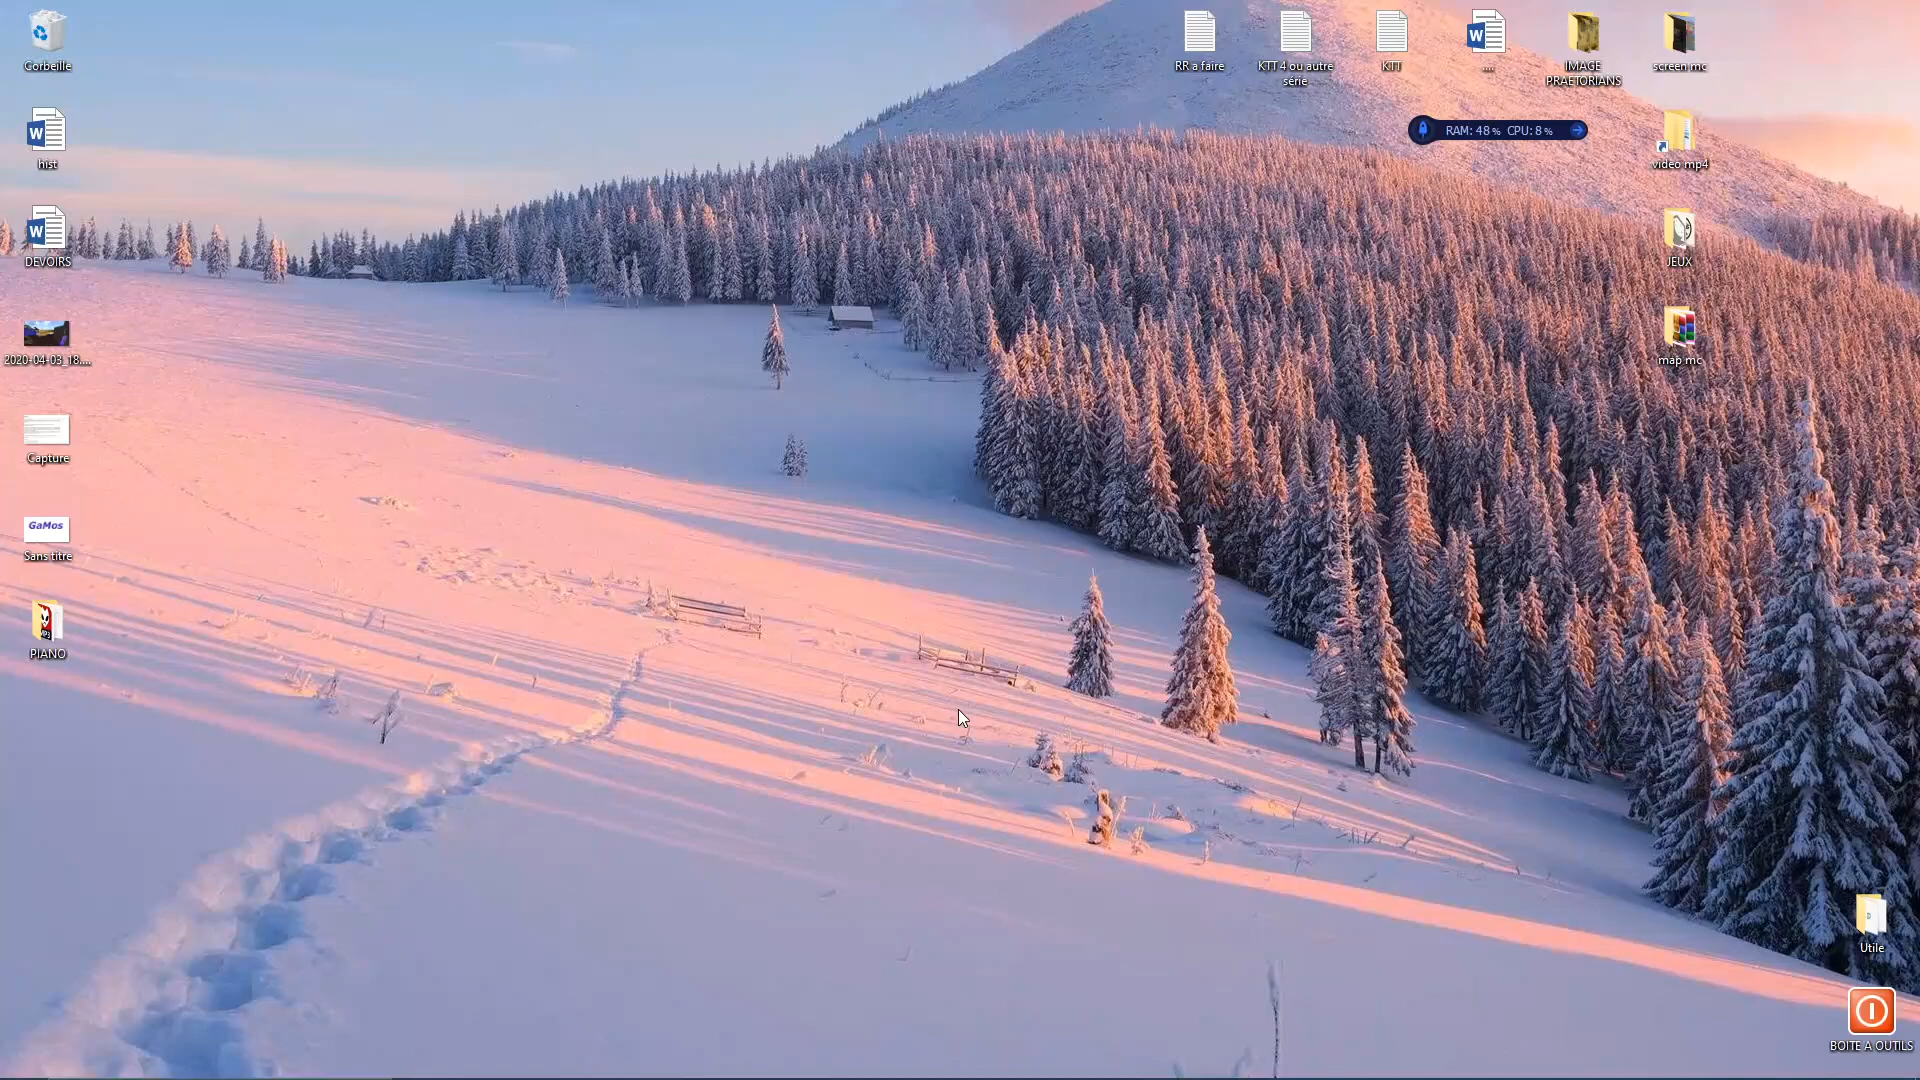 Corbeille
hist
DEVOIRS
2020-04-03_18....
Capture
GaMos
Sans titre
MP3
PIANO
RR a faire
KTT 4 ou autre
série
KTT
....
IMAGE
PRAETORIANS
screen mc
RAM: 48% CPU: 8%
video mp4
JEUX
map mc
Utile
BOITE A OUTILS